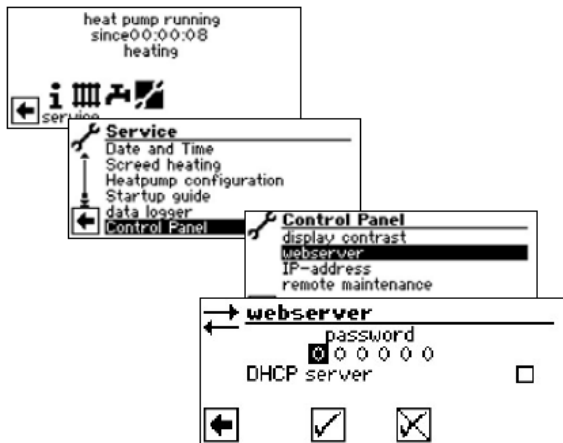 heat pump running
since00:00:08
heating
service
Service
Date and Time
Screed heating
Heatpump configuration
Startup guide
data logger
Control Panel
Control Panel
display contrast
webserver
IP-address
remote maintenance
webserver
password
0 0 0 0 0 0
DHCP server